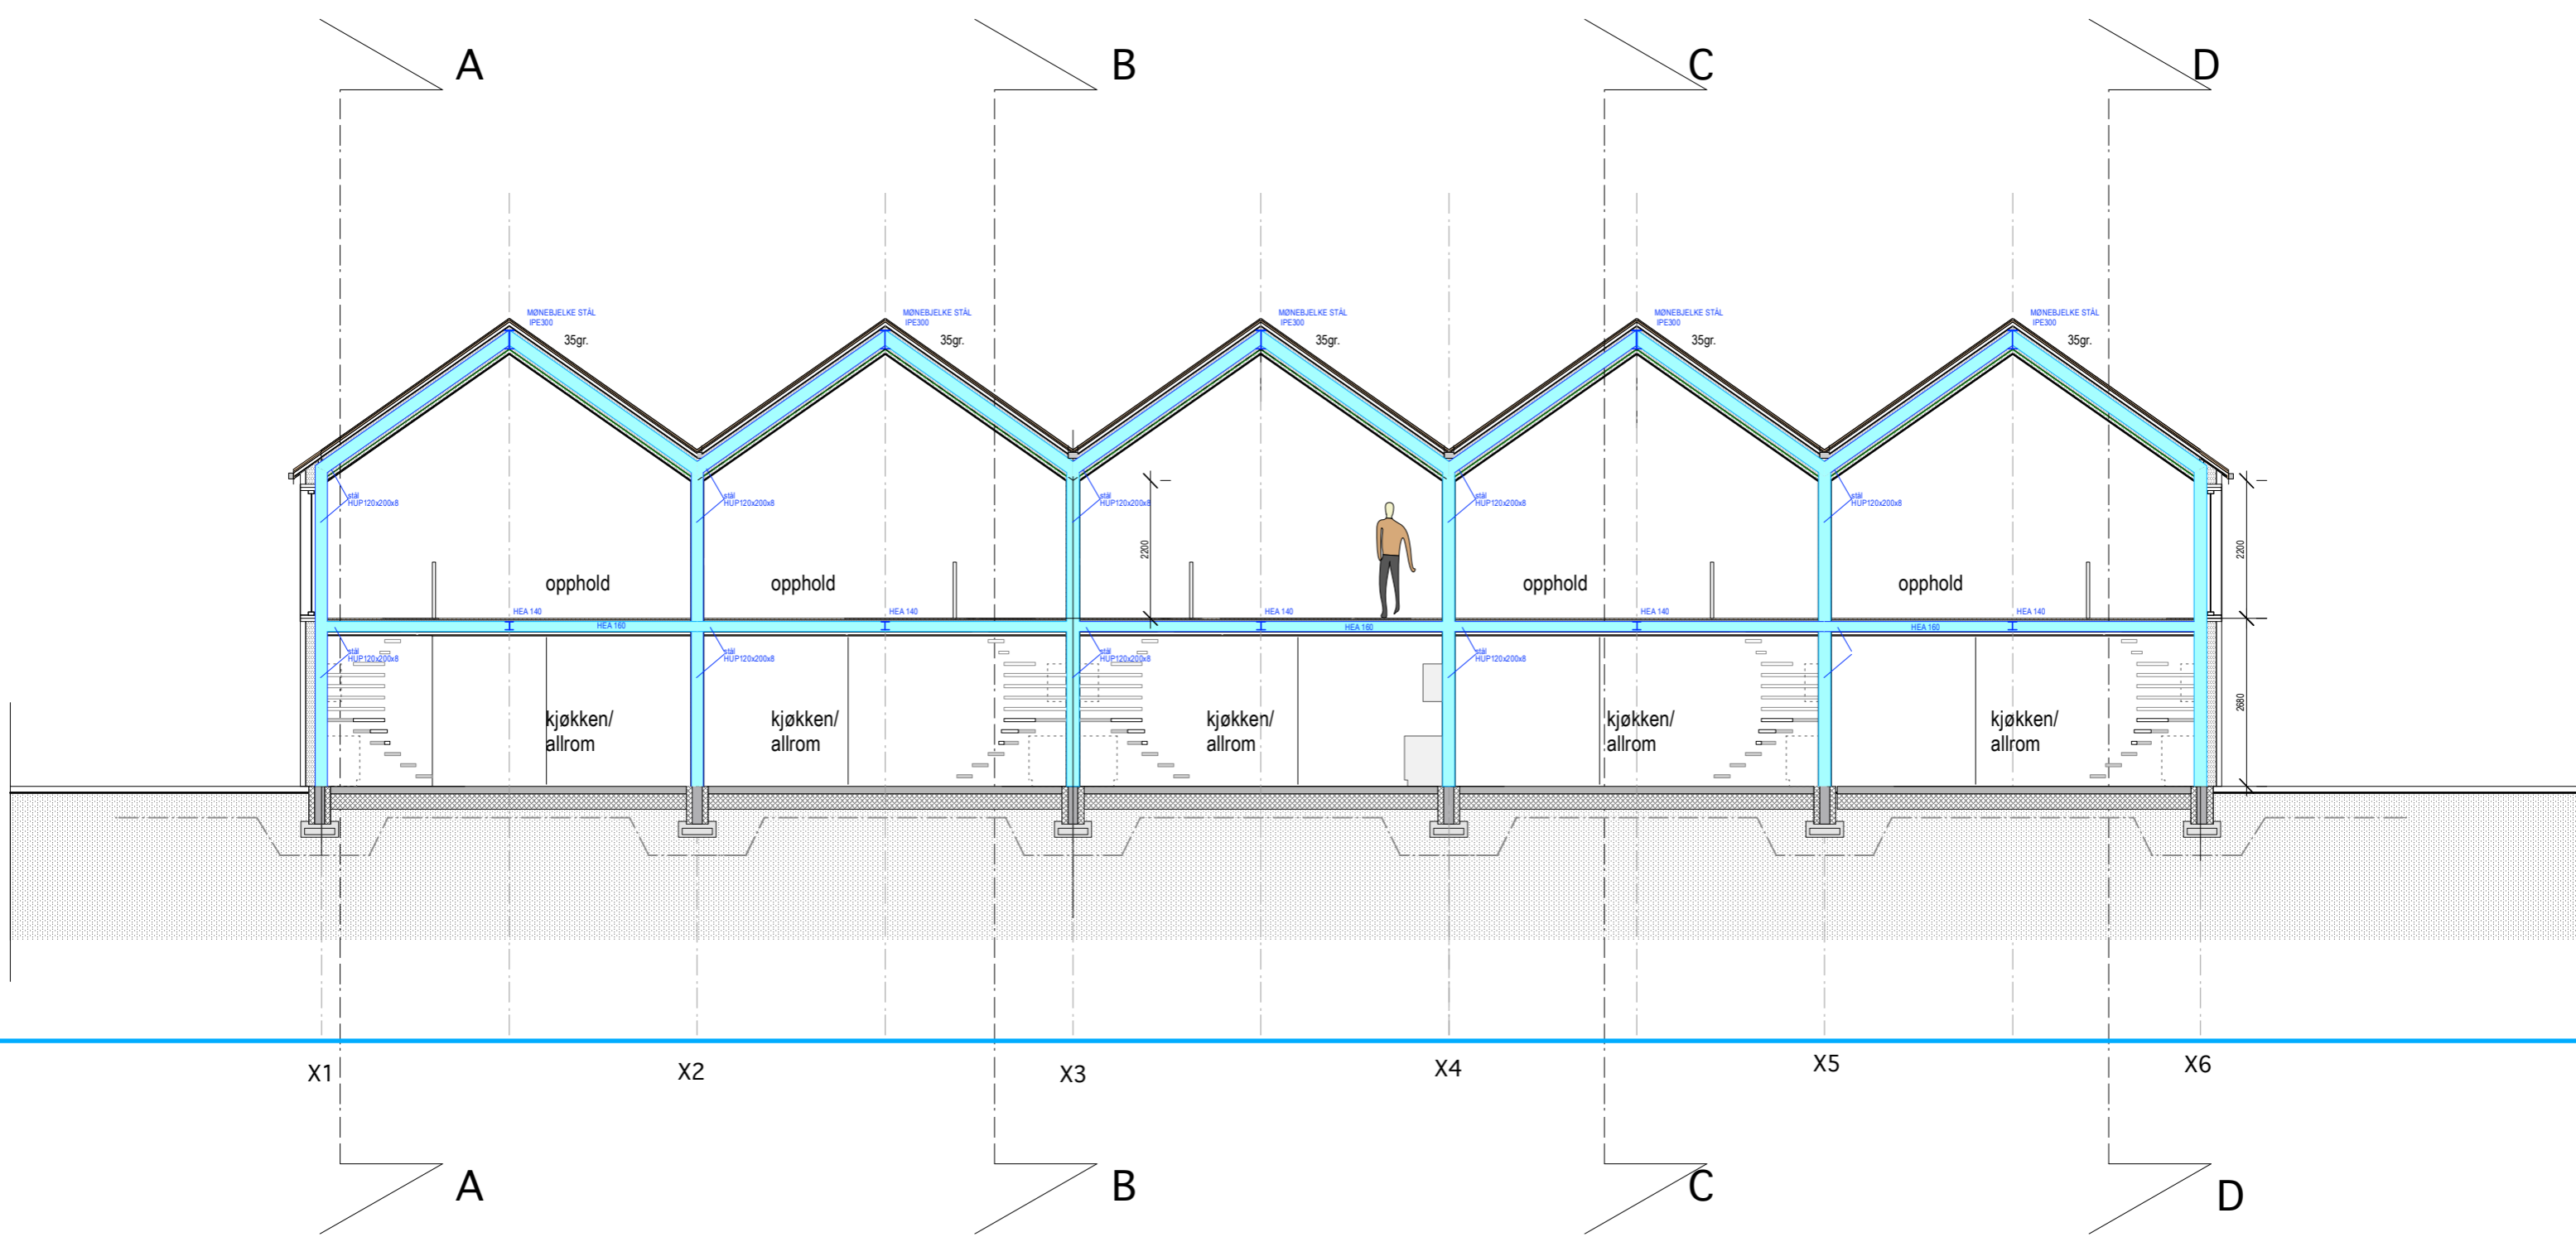 A
B
C
D
MØNEBJELKE STÅL
IPE300
35gr.
MØNEBJELKE STÅL
IPE300
35gr.
MØNEBJELKE STÅL
IPE300
35gr.
MØNEBJELKE STÅL
IPE300
35gr.
MØNEBJELKE STÅL
IPE300
35gr.
stål
HUP120x200x8
stål
HUP120x200x8
stål
HUP120x200x8
stål
HUP120x200x8
stål
HUP120x200x8
2200
2200
opphold
opphold
opphold
opphold
HEA 140
HEA 140
HEA 140
HEA 140
HEA 140
HEA 160
HEA 160
HEA 160
stål
HUP120x200x8
stål
HUP120x200x8
stål
HUP120x200x8
stål
HUP120x200x8
2680
kjøkken/
allrom
kjøkken/
allrom
kjøkken/
allrom
kjøkken/
allrom
kjøkken/
allrom
X1
X2
X3
X4
X5
X6
A
B
C
D